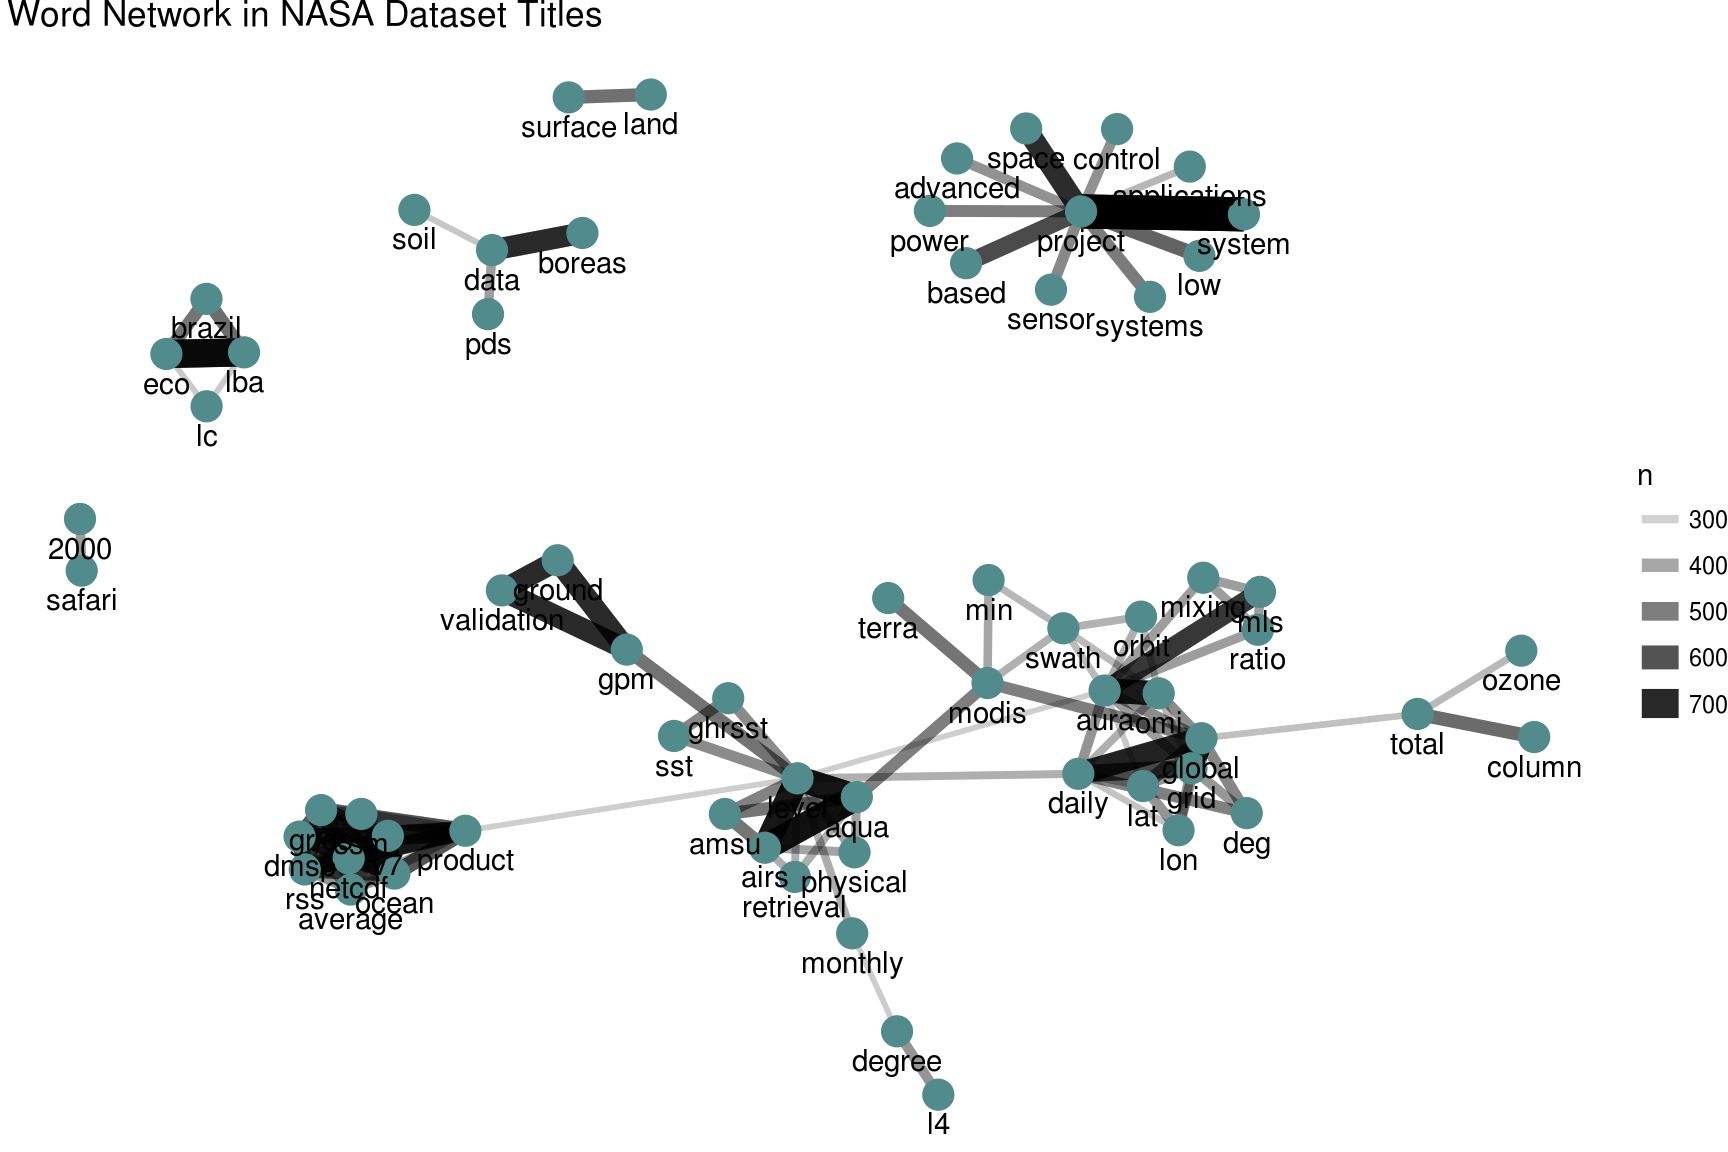 Word Network in NASA Dataset Titles
surface
land
space
control
advanced
applications
power
project
system
based
low
sensor
systems
soil
data
boreas
pds
brazil
eco
lba
lc
2000
safari
n
300
400
500
600
700
ground
validation
gpm
ghrsst
sst
terra
min
mixing
mls
orbit
swath
ratio
modis
aura
omi
ozone
total
column
global
daily
grid
lat
deg
lon
level
aqua
amsu
airs
physical
retrieval
product
dmsp
netcdf
rss
ocean
average
monthly
degree
l4